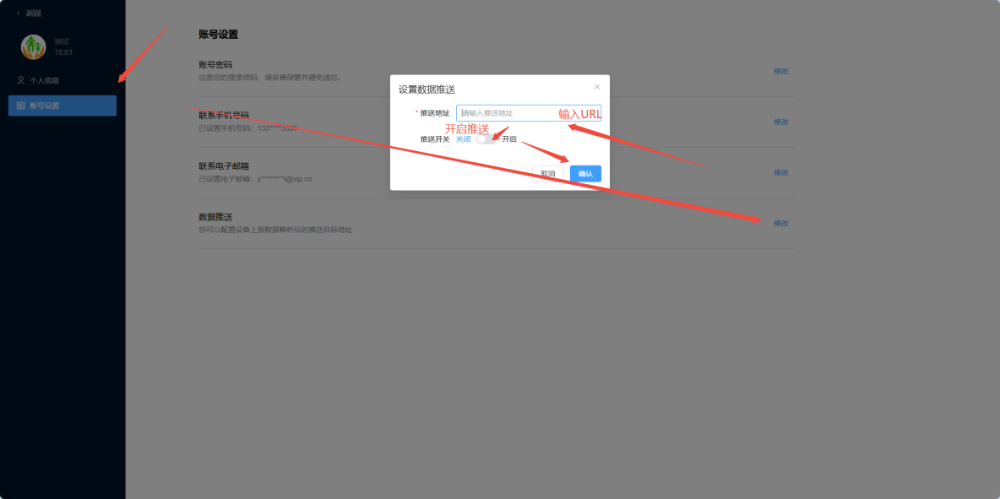 返回
测试
TEST
个人信息
账号设置
账号设置
账号密码
这是您的登录密码，请妥善保管并避免遗忘。
修改
联系手机号码
已设置手机号码：133****3333
修改
联系电子邮箱
已设置电子邮箱：y********i@vip.cn
修改
数据推送
您可以配置设备上报数据解析后的推送目标地址
修改
设置数据推送
* 推送地址 请输入推送地址 输入URL
开启推送
推送开关 关闭 开启
取消 确认